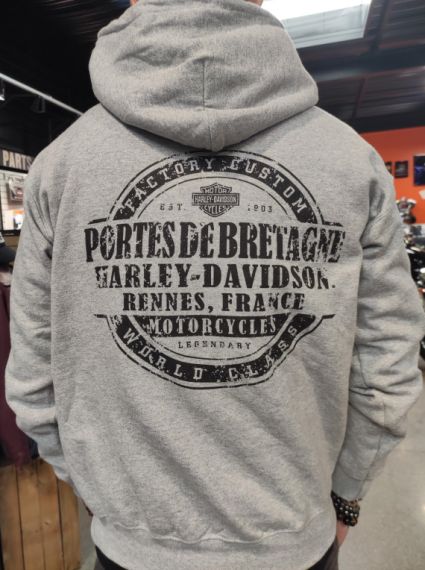 PARTS
FACTORY CUSTOM
MOTOR
HARLEY-DAVIDSON
CYCLES
EST. 1903
PORTES DE BRETAGNE
HARLEY-DAVIDSON.
RENNES, FRANCE
MOTORCYCLES
LEGENDARY
WORLD CLASS